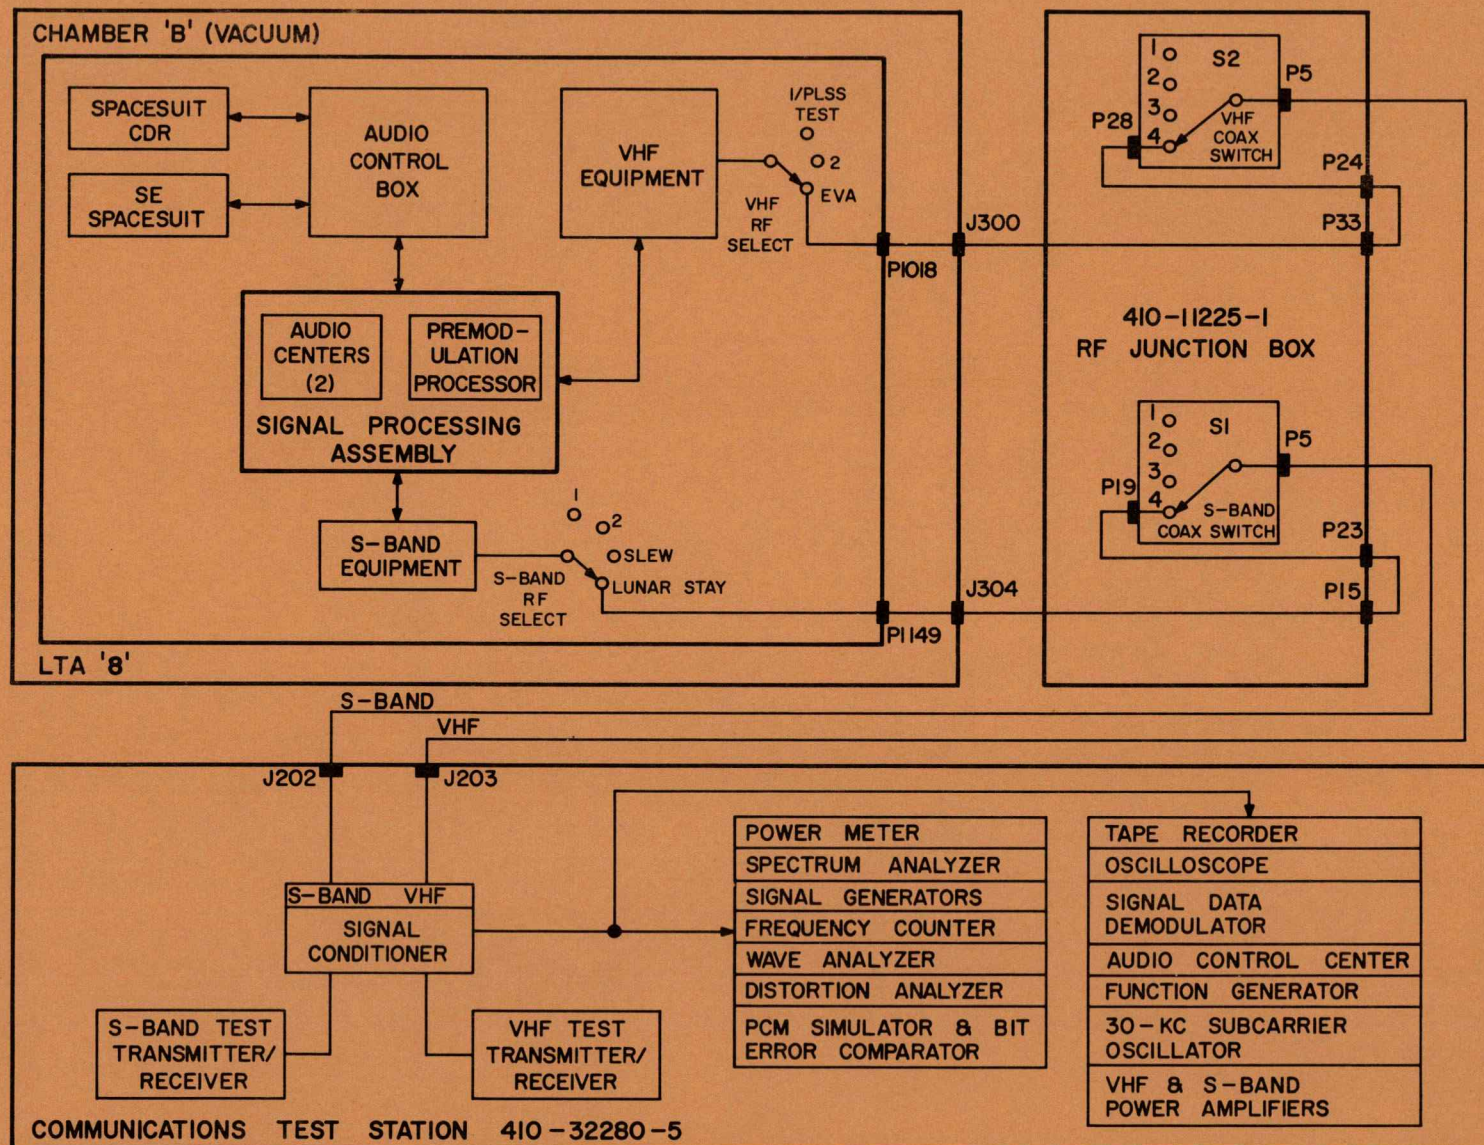 CHAMBER 'B' (VACUUM)
SPACESUIT
CDR
SE
SPACESUIT
AUDIO
CONTROL
BOX
VHF
EQUIPMENT
1/PLSS
TEST
2
EVA
VHF
RF
SELECT
P1018
J300
AUDIO
CENTERS
(2)
PREMOD-
ULATION
PROCESSOR
SIGNAL PROCESSING
ASSEMBLY
S-BAND
EQUIPMENT
1
2
SLEW
LUNAR STAY
S-BAND
RF
SELECT
P1149
J304
LTA '8'
1
2
3
4
S2
VHF
COAX
SWITCH
P5
P28
P24
P33
410-11225-1
RF JUNCTION BOX
1
2
3
4
S1
S-BAND
COAX SWITCH
P5
P19
P23
P15
S-BAND
VHF
J202
J203
S-BAND VHF
SIGNAL
CONDITIONER
S-BAND TEST
TRANSMITTER/
RECEIVER
VHF TEST
TRANSMITTER/
RECEIVER
POWER METER
SPECTRUM ANALYZER
SIGNAL GENERATORS
FREQUENCY COUNTER
WAVE ANALYZER
DISTORTION ANALYZER
PCM SIMULATOR & BIT
ERROR COMPARATOR
TAPE RECORDER
OSCILLOSCOPE
SIGNAL DATA
DEMODULATOR
AUDIO CONTROL CENTER
FUNCTION GENERATOR
30-KC SUBCARRIER
OSCILLATOR
VHF & S-BAND
POWER AMPLIFIERS
COMMUNICATIONS TEST STATION 410-32280-5